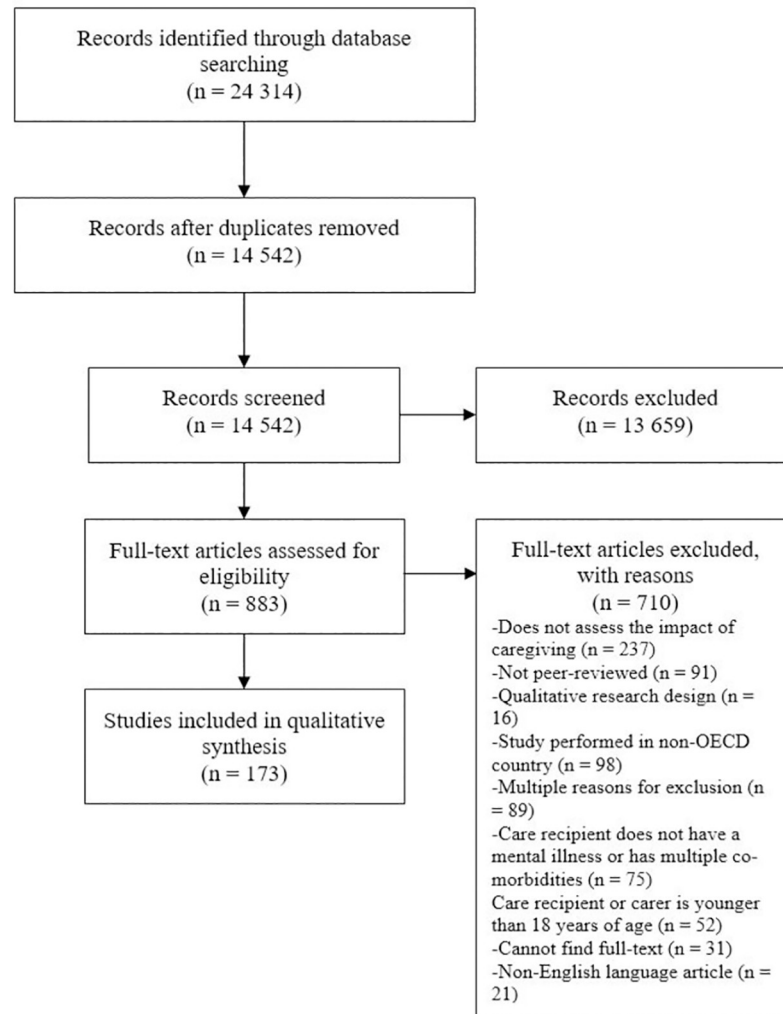 Records identified through database
searching
(n = 24 314)
Records after duplicates removed
(n = 14 542)
Records screened
(n = 14 542)
Records excluded
(n = 13 659)
Full-text articles assessed for
eligibility
(n = 883)
Full-text articles excluded,
with reasons
(n = 710)
-Does not assess the impact of
caregiving (n = 237)
-Not peer-reviewed (n = 91)
-Qualitative research design (n =
16)
-Study performed in non-OECD
country (n = 98)
-Multiple reasons for exclusion (n
= 89)
-Care recipient does not have a
mental illness or has multiple co-
morbidities (n = 75)
Care recipient or carer is younger
than 18 years of age (n = 52)
-Cannot find full-text (n = 31)
-Non-English language article (n =
21)
Studies included in qualitative
synthesis
(n = 173)